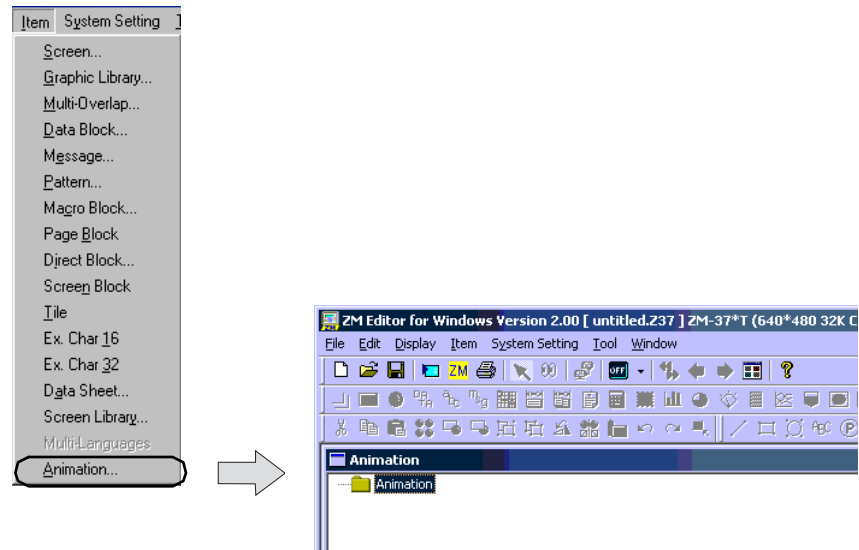 Item System Setting
Screen...
Graphic Library...
Multi-Overlap...
Data Block...
Message...
Pattern...
Macro Block...
Page Block
Direct Block...
Screen Block
Tile
Ex. Char 16
Ex. Char 32
Data Sheet...
Screen Library...
Multi-Languages
Animation...
ZM Editor for Windows Version 2.00 [ untitled.Z37 ] ZM-37*T (640*480 32K C
File Edit Display Item System Setting Tool Window
ZM OFF
ABC
Animation
Animation